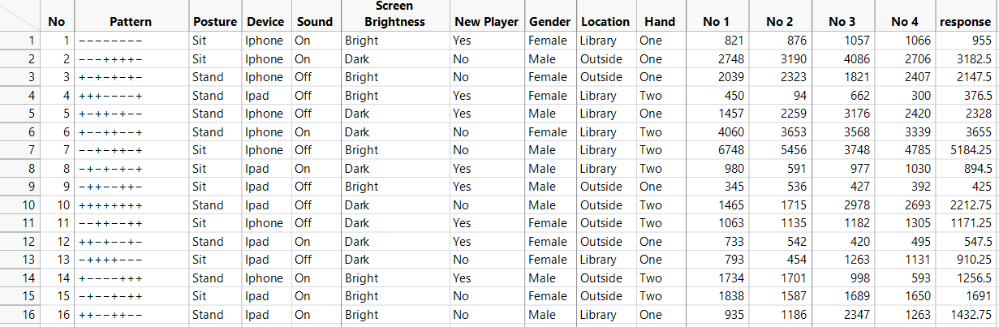 No Pattern Posture Device Sound Screen Brightness New Player Gender Location Hand No 1 No 2 No 3 No 4 response
1 1 −−−−−−−− Sit Iphone On Bright Yes Female Library One 821 876 1057 1066 955
2 2 −−−++++− Sit Iphone On Dark No Male Outside One 2748 3190 4086 2706 3182.5
3 3 +−+−+−+− Stand Iphone Off Bright No Female Outside One 2039 2323 1821 2407 2147.5
4 4 +++−−−−+ Stand Ipad Off Bright Yes Female Library Two 450 94 662 300 376.5
5 5 +−++−+−− Stand Iphone Off Dark Yes Male Library One 1457 2259 3176 2420 2328
6 6 +−−++−−+ Stand Iphone On Dark No Female Library Two 4060 3653 3568 3339 3655
7 7 −−+−++−+ Sit Iphone Off Bright No Male Library Two 6748 5456 3748 4785 5184.25
8 8 −+−+−+−+ Sit Ipad On Dark Yes Male Library Two 980 591 977 1030 894.5
9 9 −++−−++− Sit Ipad Off Bright Yes Male Outside One 345 536 427 392 425
10 10 ++++++++ Stand Ipad Off Dark No Male Outside Two 1465 1715 2978 2693 2212.75
11 11 −−++−−++ Sit Iphone Off Dark Yes Female Outside Two 1063 1135 1182 1305 1171.25
12 12 ++−+−−+− Stand Ipad On Dark Yes Female Outside One 733 542 420 495 547.5
13 13 −++++−−− Sit Ipad Off Dark No Female Library One 793 454 1263 1131 910.25
14 14 +−−−−+++ Stand Iphone On Bright Yes Male Outside Two 1734 1701 998 593 1256.5
15 15 −+−−+−++ Sit Ipad On Bright No Female Outside Two 1838 1587 1689 1650 1691
16 16 ++−−++−− Stand Ipad On Bright No Male Library One 935 1186 2347 1263 1432.75